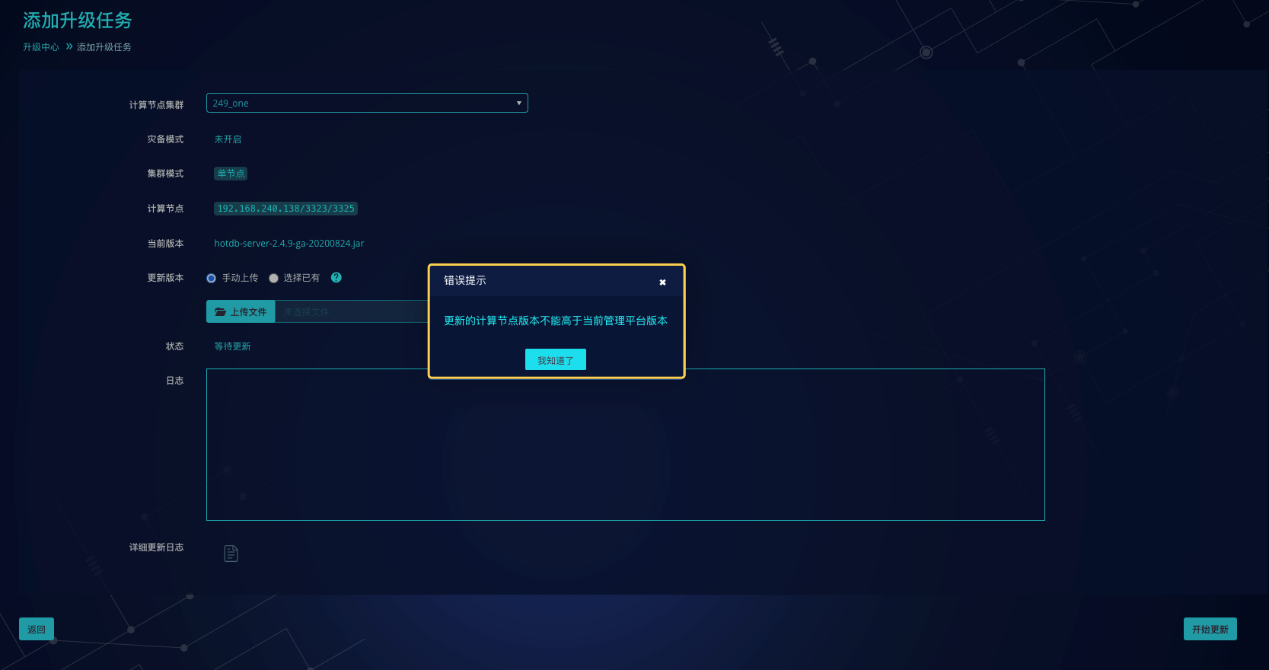 添加升级任务
升级中心 » 添加升级任务
计算节点集群 249_one
灾备模式 未开启
集群模式 单节点
计算节点 192.168.240.138/3323/3325
当前版本 hotdb-server-2.4.9-ga-20200824.jar
更新版本 手动上传 选择已有 ?
上传文件 未选择文件
错误提示 ✖
更新的计算节点版本不能高于当前管理平台版本
我知道了
状态 等待更新
日志
详细更新日志
返回 开始更新